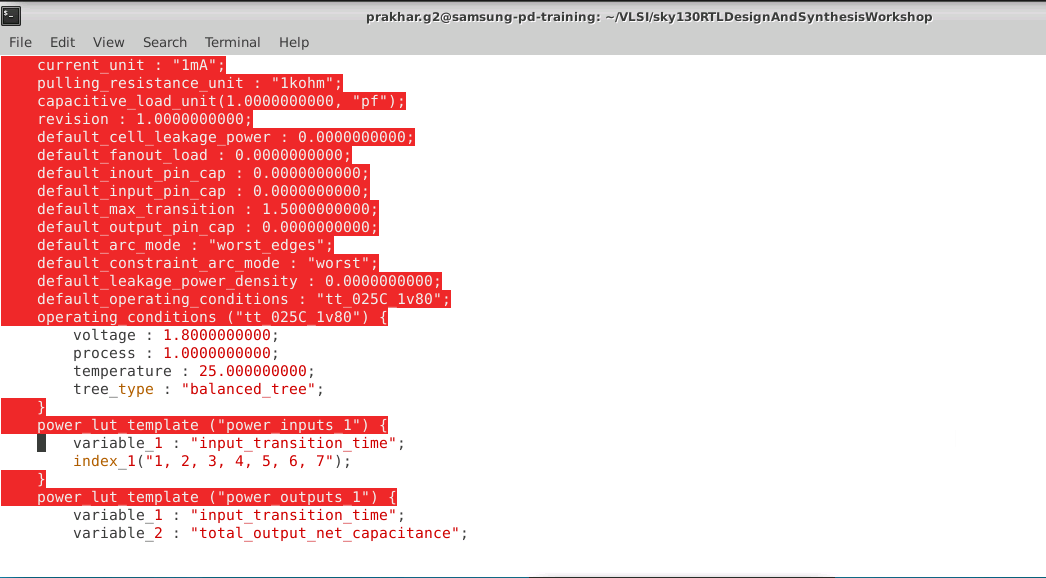 prakhar.g2@samsung-pd-training: ~/VLSI/sky130RTLDesignAndSynthesisWorkshop
File Edit View Search Terminal Help
current_unit : "1mA";
pulling_resistance_unit : "1kohm";
capacitive_load_unit(1.0000000000, "pf");
revision : 1.0000000000;
default_cell_leakage_power : 0.0000000000;
default_fanout_load : 0.0000000000;
default_inout_pin_cap : 0.0000000000;
default_input_pin_cap : 0.0000000000;
default_max_transition : 1.5000000000;
default_output_pin_cap : 0.0000000000;
default_arc_mode : "worst_edges";
default_constraint_arc_mode : "worst";
default_leakage_power_density : 0.0000000000;
default_operating_conditions : "tt_025C_1v80";
operating_conditions ("tt_025C_1v80") {
voltage : 1.8000000000;
process : 1.0000000000;
temperature : 25.000000000;
tree_type : "balanced_tree";
}
power_lut_template ("power_inputs_1") {
variable_1 : "input_transition_time";
index_1("1, 2, 3, 4, 5, 6, 7");
}
power_lut_template ("power_outputs_1") {
variable_1 : "input_transition_time";
variable_2 : "total_output_net_capacitance";